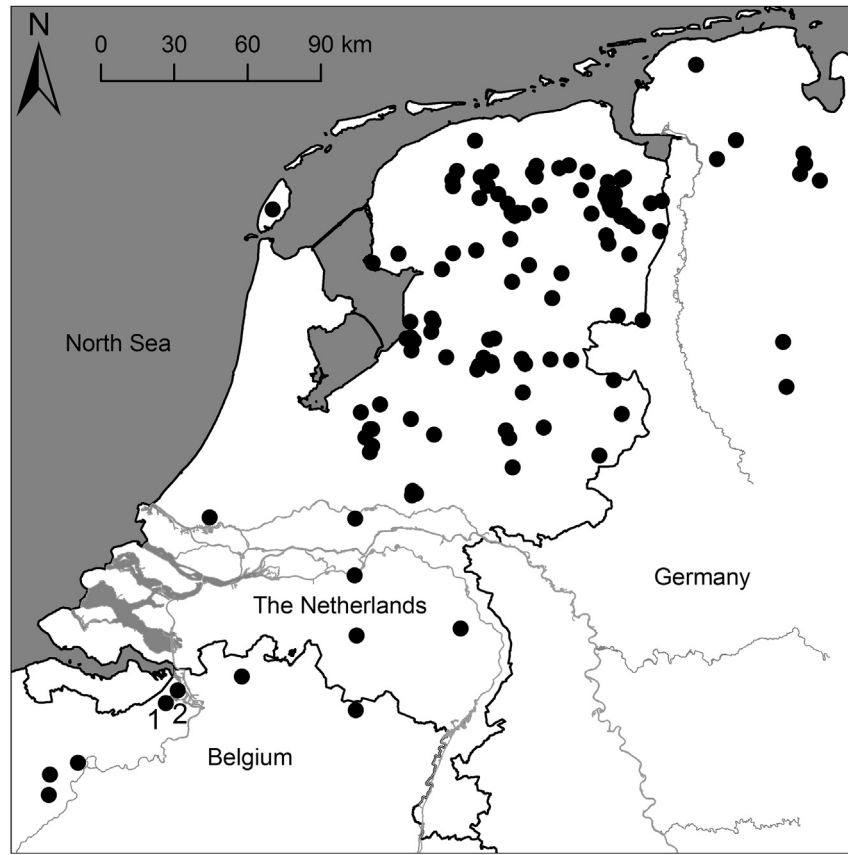 N
0 30 60 90 km
North Sea
Germany
The Netherlands
1 2
Belgium